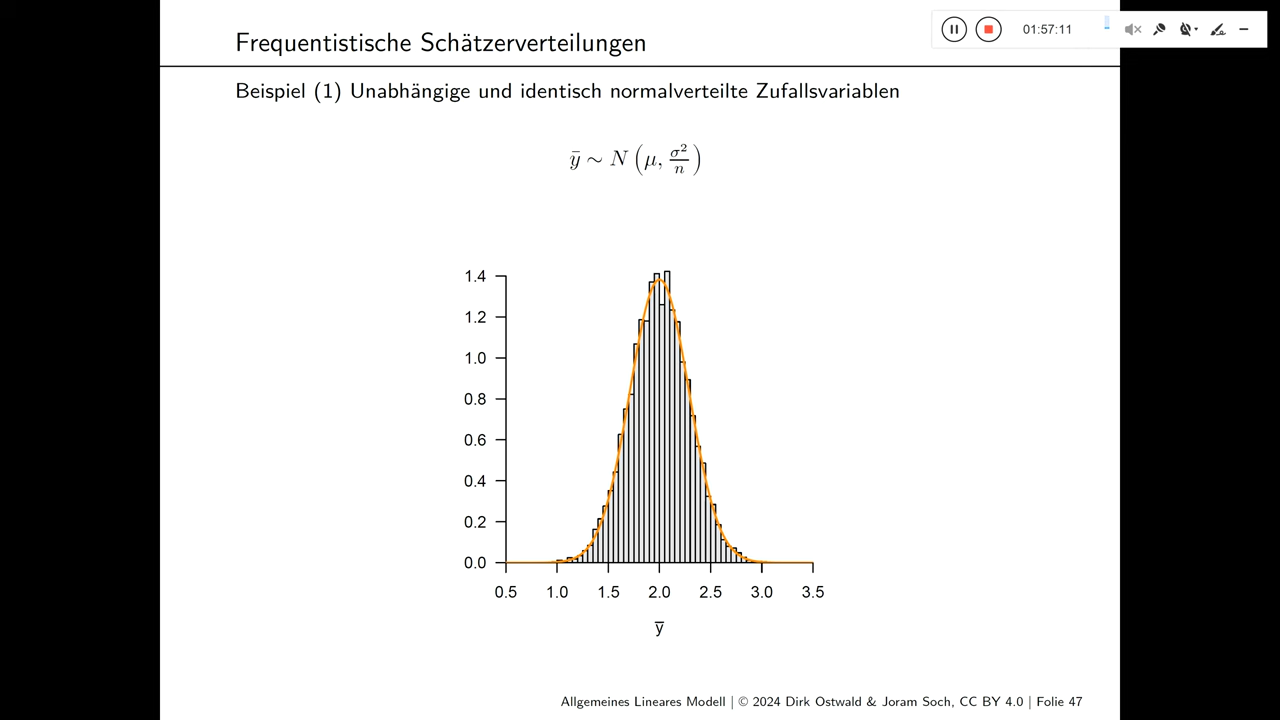 Frequentistische Schätzerverteilungen
01:57:11
Beispiel (1) Unabhängige und identisch normalverteilte Zufallsvariablen
ȳ ∼ N (μ, σ²/n)
1.4
1.2
1.0
0.8
0.6
0.4
0.2
0.0
0.5 1.0 1.5 2.0 2.5 3.0 3.5
ȳ
Allgemeines Lineares Modell | © 2024 Dirk Ostwald & Joram Soch, CC BY 4.0 | Folie 47